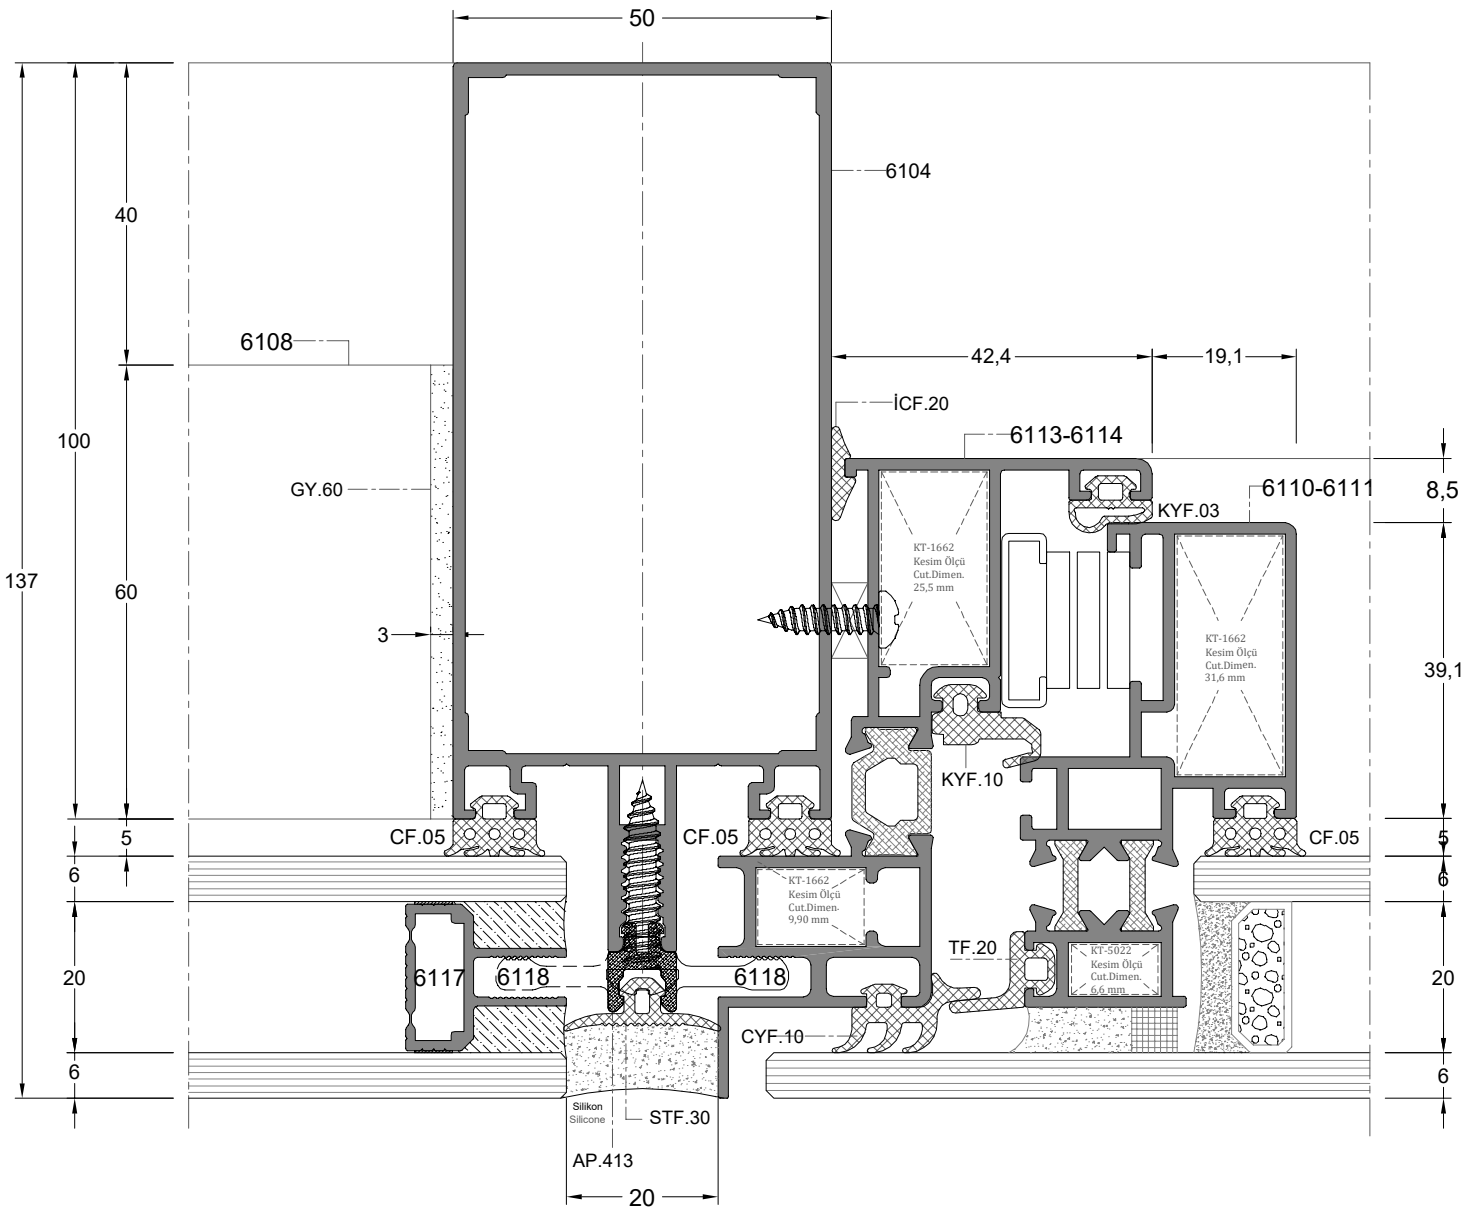 50
6104
40
6108
42,4
19,1
İCF.20
6113-6114
100
GY.60
KYF.03
6110-6111
8,5
KT-1662
Kesim Ölçü
Cut.Dimen.
25,5 mm
137
60
3
KT-1662
Kesim Ölçü
Cut.Dimen.
31,6 mm
39,1
KYF.10
5
CF.05
CF.05
CF.05
5
6
6
KT-1662
Kesim Ölçü
Cut.Dimen.
9,90 mm
20
6117
6118
6118
TF.20
KT-5022
Kesim Ölçü
Cut.Dimen.
6,6 mm
20
CYF.10
6
6
Silikon
Silicone
STF.30
AP.413
20